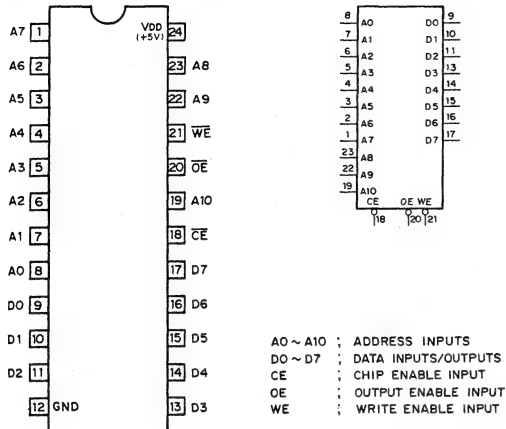 A7 1 VDD (+5V) 24
A6 2 23 A8
A5 3 22 A9
A4 4 21 WE
A3 5 20 OE
A2 6 19 A10
A1 7 18 CE
A0 8 17 D7
D0 9 16 D6
D1 10 15 D5
D2 11 14 D4
12 GND 13 D3
8 A0 D0 9
7 A1 D1 10
6 A2 D2 11
5 A3 D3 13
4 A4 D4 14
3 A5 D5 15
2 A6 D6 16
1 A7 D7 17
23 A8
22 A9
19 A10
CE OE WE
18 20 21
A0 ~ A10 ; ADDRESS INPUTS
D0 ~ D7 ; DATA INPUTS/OUTPUTS
CE ; CHIP ENABLE INPUT
OE ; OUTPUT ENABLE INPUT
WE ; WRITE ENABLE INPUT